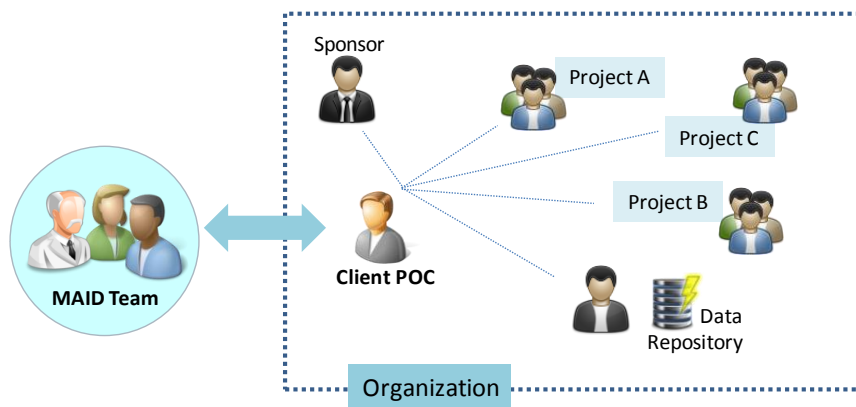 Sponsor
Project A
Project C
Project B
MAID Team
Client POC
Data
Repository
Organization